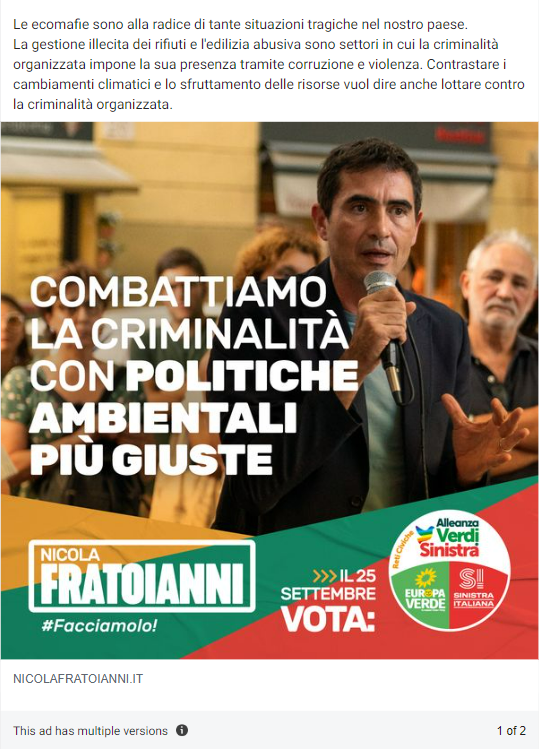 Le ecomafie sono alla radice di tante situazioni tragiche nel nostro paese.
La gestione illecita dei rifiuti e l'edilizia abusiva sono settori in cui la criminalità
organizzata impone la sua presenza tramite corruzione e violenza. Contrastare i
cambiamenti climatici e lo sfruttamento delle risorse vuol dire anche lottare contro
la criminalità organizzata.
COMBATTIAMO
LA CRIMINALITÀ
CON POLITICHE
AMBIENTALI
PIÙ GIUSTE
NICOLA
FRATOIANNI
#Facciamolo!
>>> IL 25
SETTEMBRE
VOTA:
Reti Civiche
Alleanza
Verdi
Sinistra
EUROPA
VERDE
S!
SINISTRA
ITALIANA
NICOLAFRATOIANNI.IT
This ad has multiple versions
1 of 2